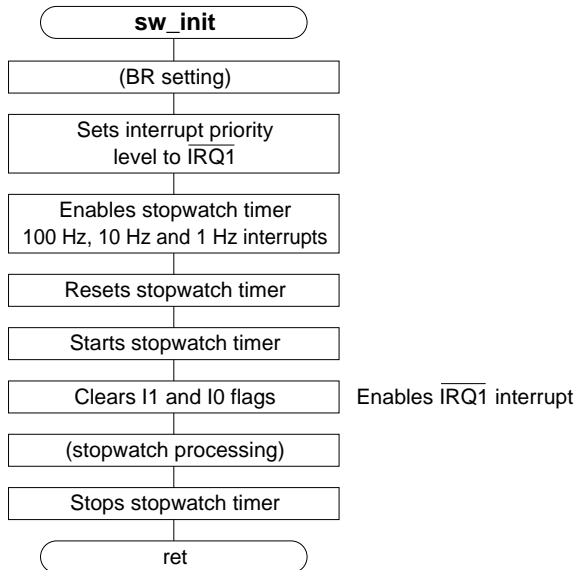 sw_init
(BR setting)
Sets interrupt priority
level to I̅R̅Q̅1̅
Enables stopwatch timer
100 Hz, 10 Hz and 1 Hz interrupts
Resets stopwatch timer
Starts stopwatch timer
Clears I1 and I0 flags
Enables I̅R̅Q̅1̅ interrupt
(stopwatch processing)
Stops stopwatch timer
ret